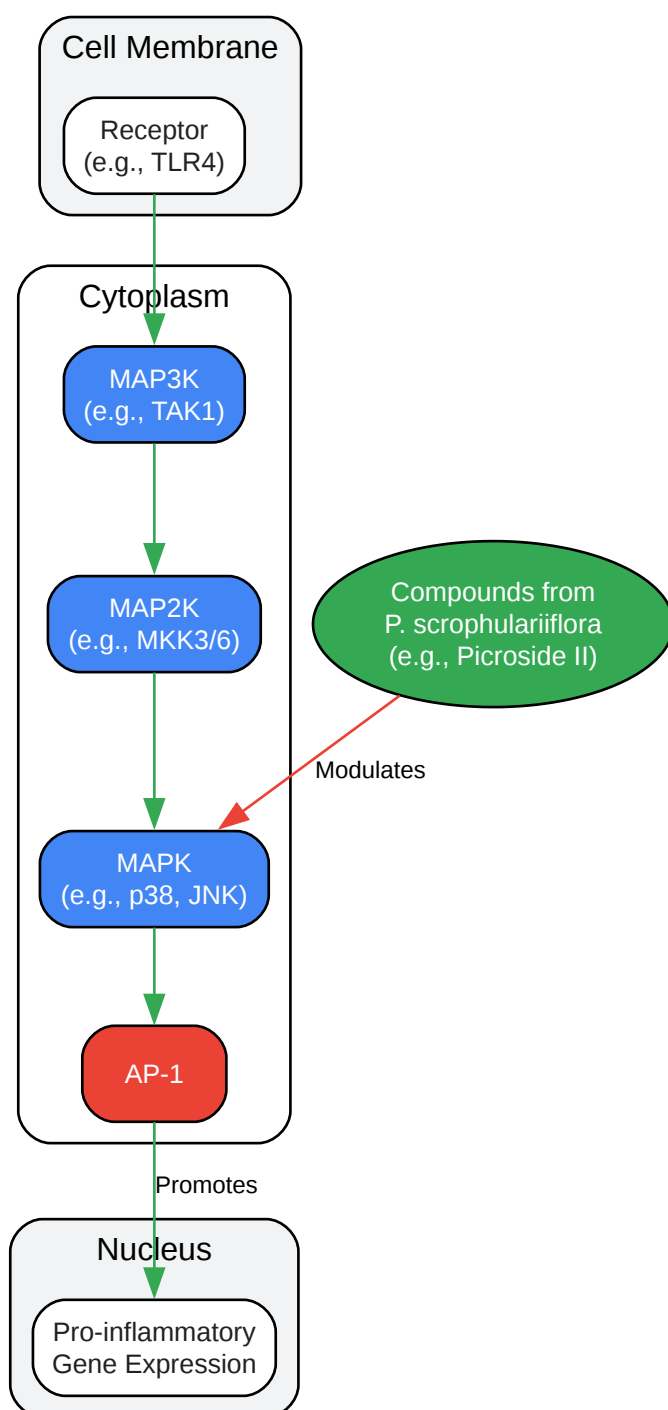 Cell Membrane
Receptor
(e.g., TLR4)
Cytoplasm
MAP3K
(e.g., TAK1)
MAP2K
(e.g., MKK3/6)
Compounds from
P. scrophulariiflora
(e.g., Picroside II)
Modulates
MAPK
(e.g., p38, JNK)
AP-1
Promotes
Nucleus
Pro-inflammatory
Gene Expression